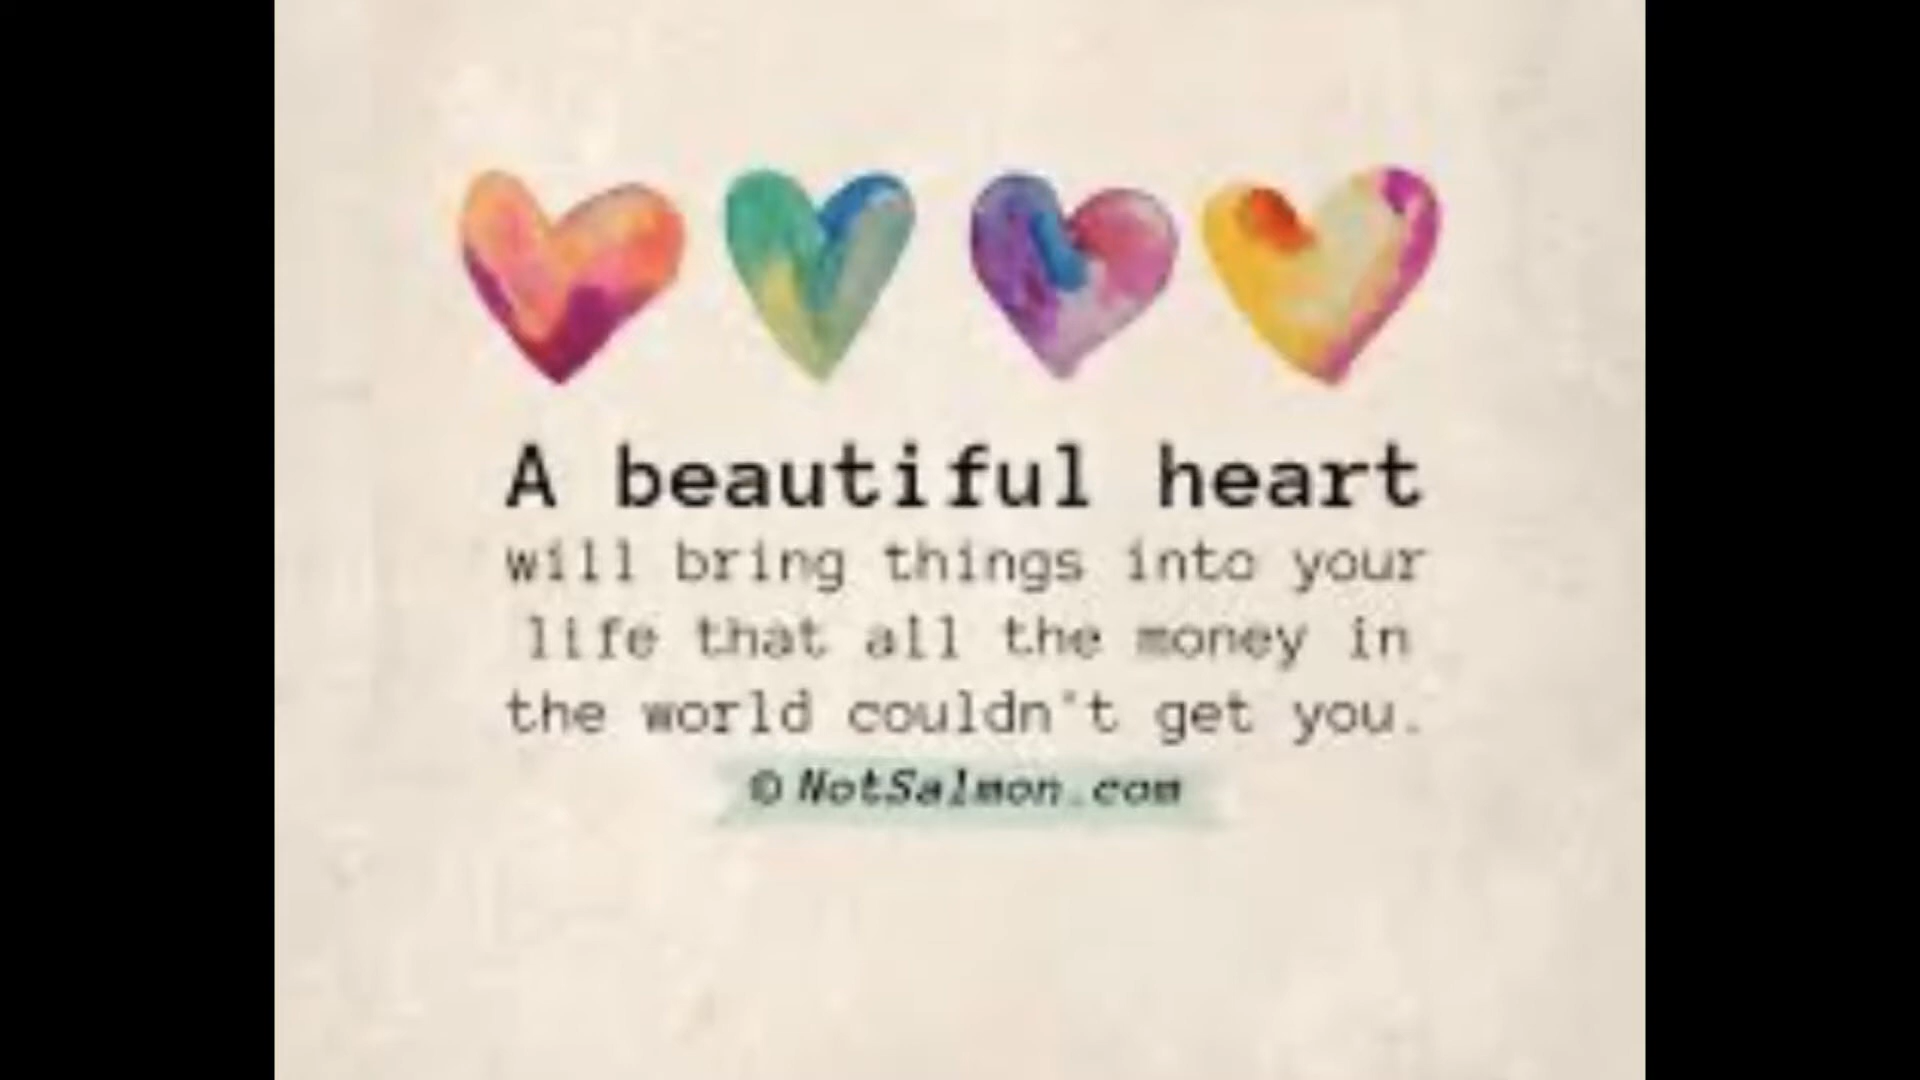 A beautiful heart
will bring things into your
life that all the money in
the world couldn't get you.
© NotSalmon.com